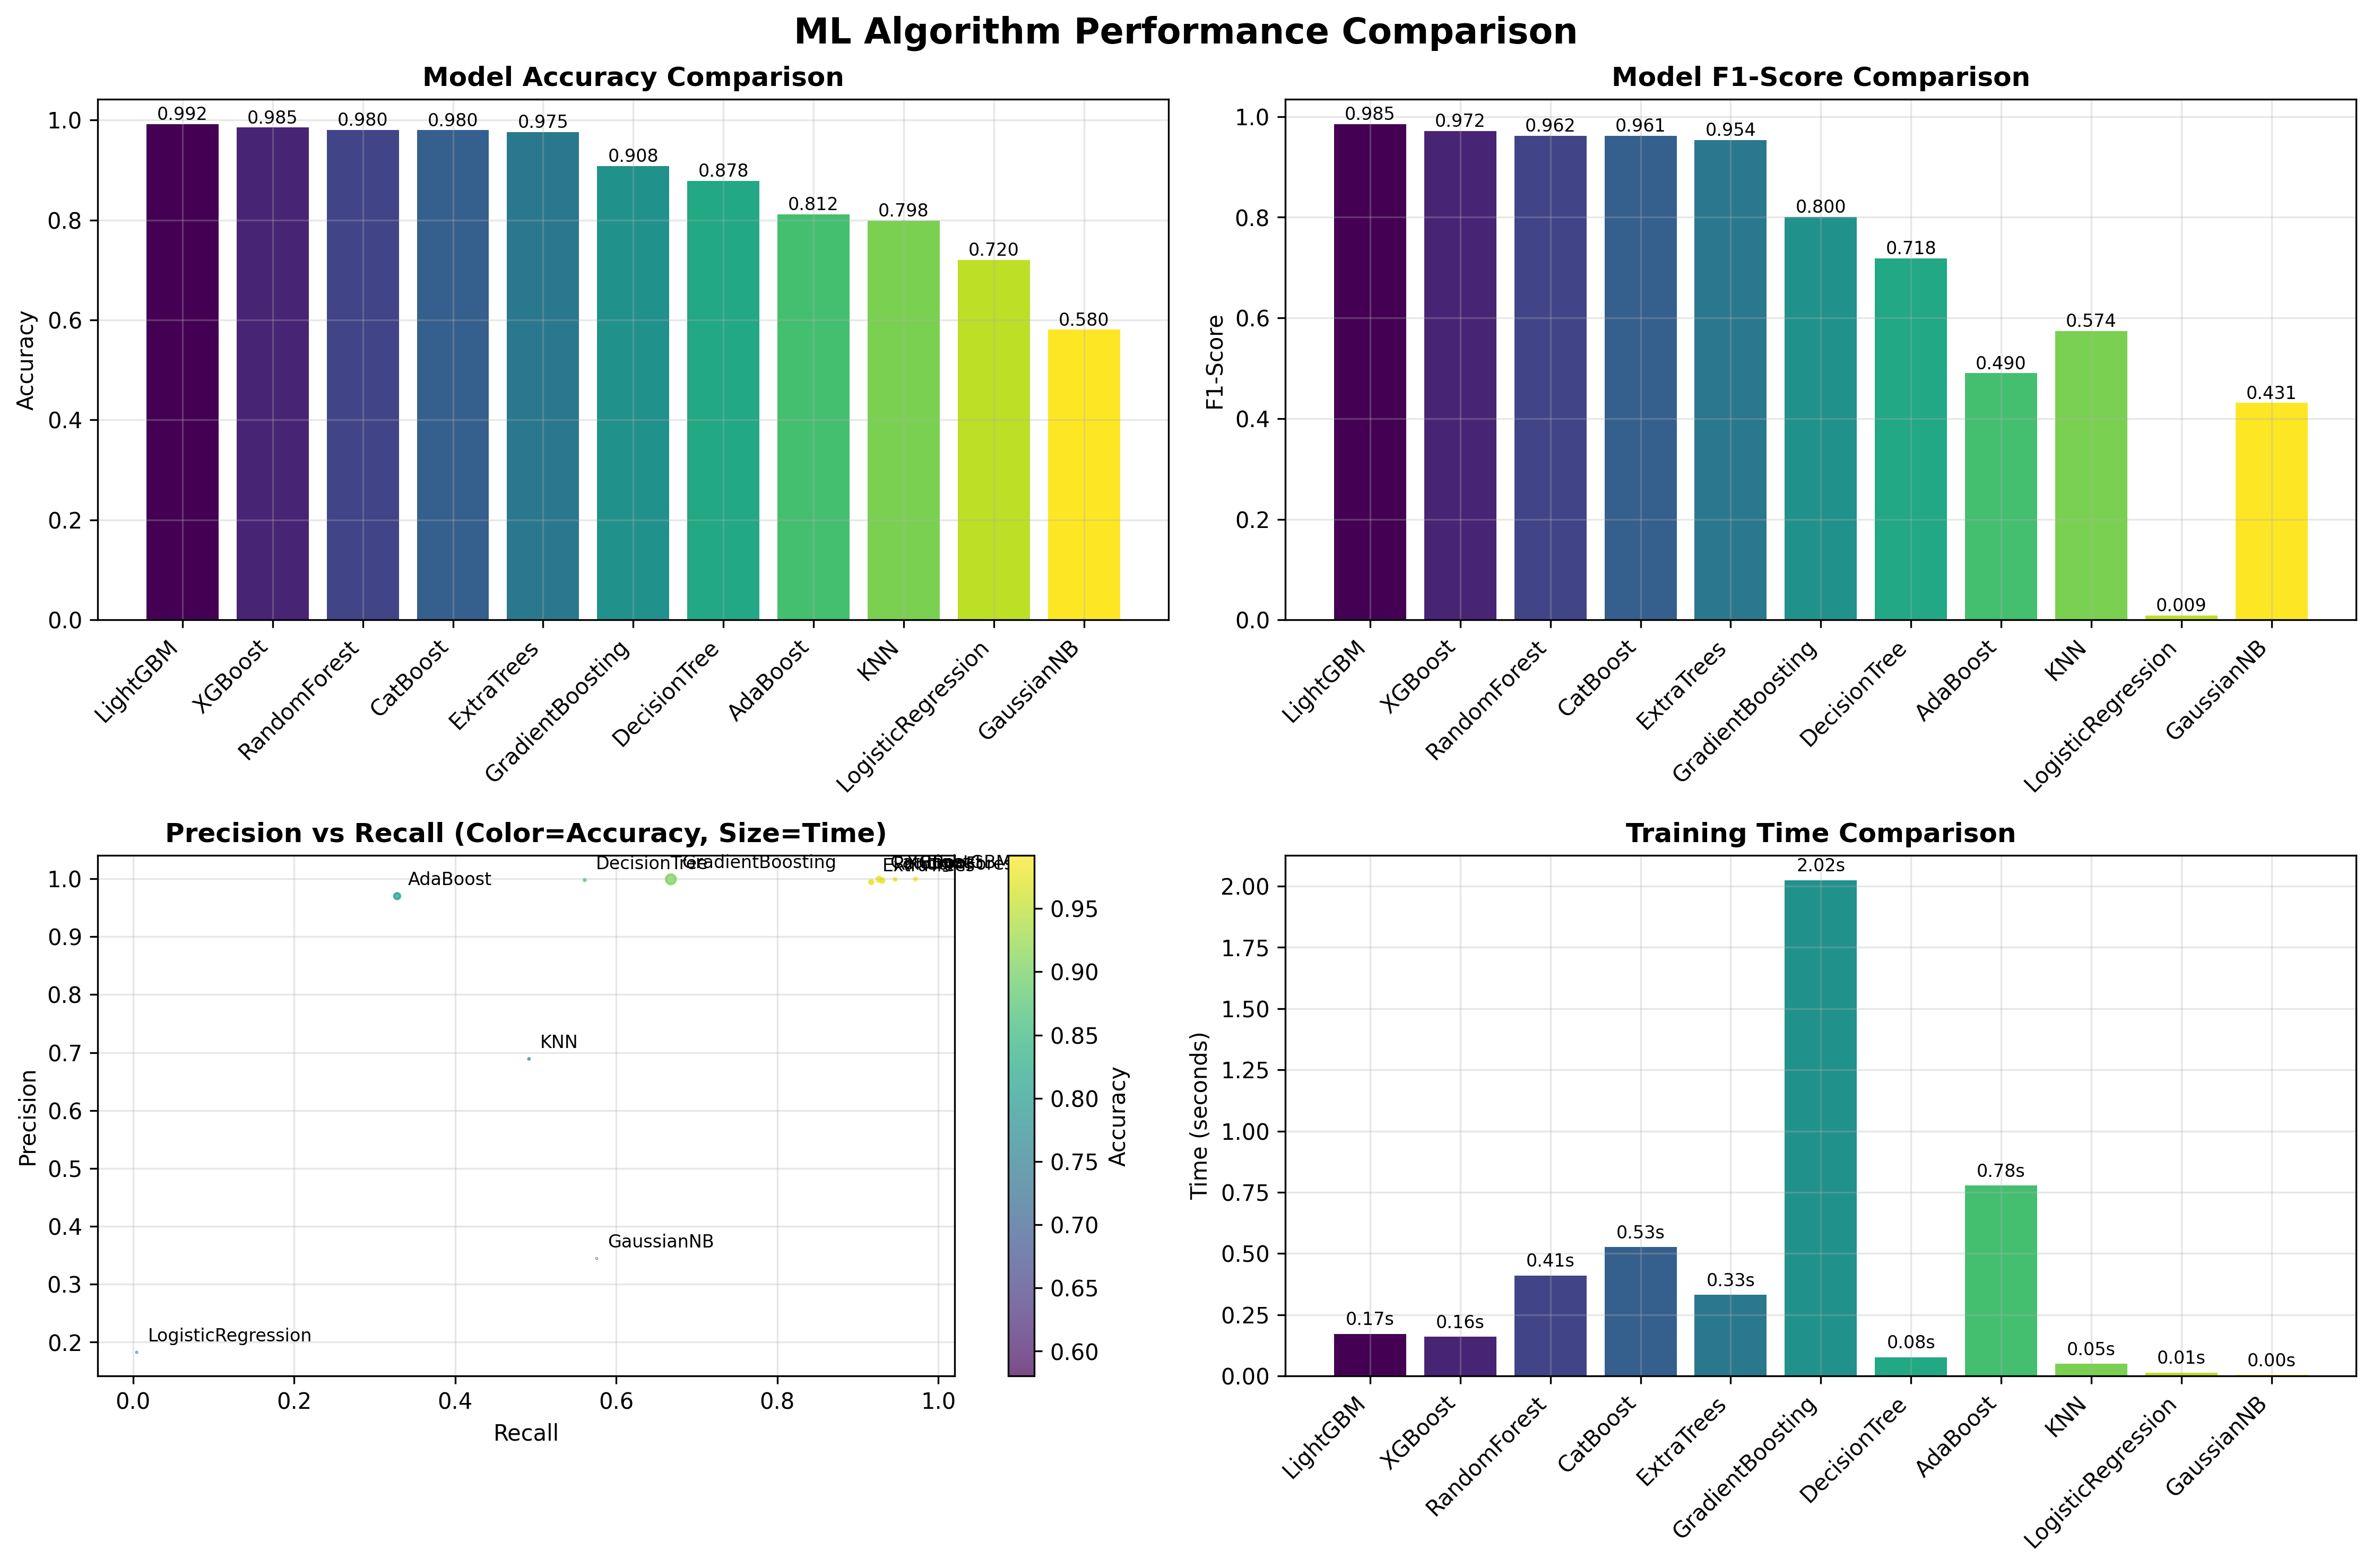 ML Algorithm Performance Comparison
Model Accuracy Comparison
Accuracy
1.0
0.8
0.6
0.4
0.2
0.0
0.992
0.985
0.980
0.980
0.975
0.908
0.878
0.812
0.798
0.720
0.580
LightGBM
XGBoost
RandomForest
CatBoost
ExtraTrees
GradientBoosting
DecisionTree
AdaBoost
KNN
LogisticRegression
GaussianNB
Model F1-Score Comparison
F1-Score
1.0
0.8
0.6
0.4
0.2
0.0
0.985
0.972
0.962
0.961
0.954
0.800
0.718
0.490
0.574
0.009
0.431
LightGBM
XGBoost
RandomForest
CatBoost
ExtraTrees
GradientBoosting
DecisionTree
AdaBoost
KNN
LogisticRegression
GaussianNB
Precision vs Recall (Color=Accuracy, Size=Time)
Precision
1.0
0.9
0.8
0.7
0.6
0.5
0.4
0.3
0.2
DecisionTree
GradientBoosting
ExtraTrees
AdaBoost
KNN
GaussianNB
LogisticRegression
0.0
0.2
0.4
0.6
0.8
1.0
Recall
0.95
0.90
0.85
0.80
0.75
0.70
0.65
0.60
Accuracy
Training Time Comparison
Time (seconds)
2.00
1.75
1.50
1.25
1.00
0.75
0.50
0.25
0.00
0.17s
0.16s
0.41s
0.53s
0.33s
2.02s
0.08s
0.78s
0.05s
0.01s
0.00s
LightGBM
XGBoost
RandomForest
CatBoost
ExtraTrees
GradientBoosting
DecisionTree
AdaBoost
KNN
LogisticRegression
GaussianNB